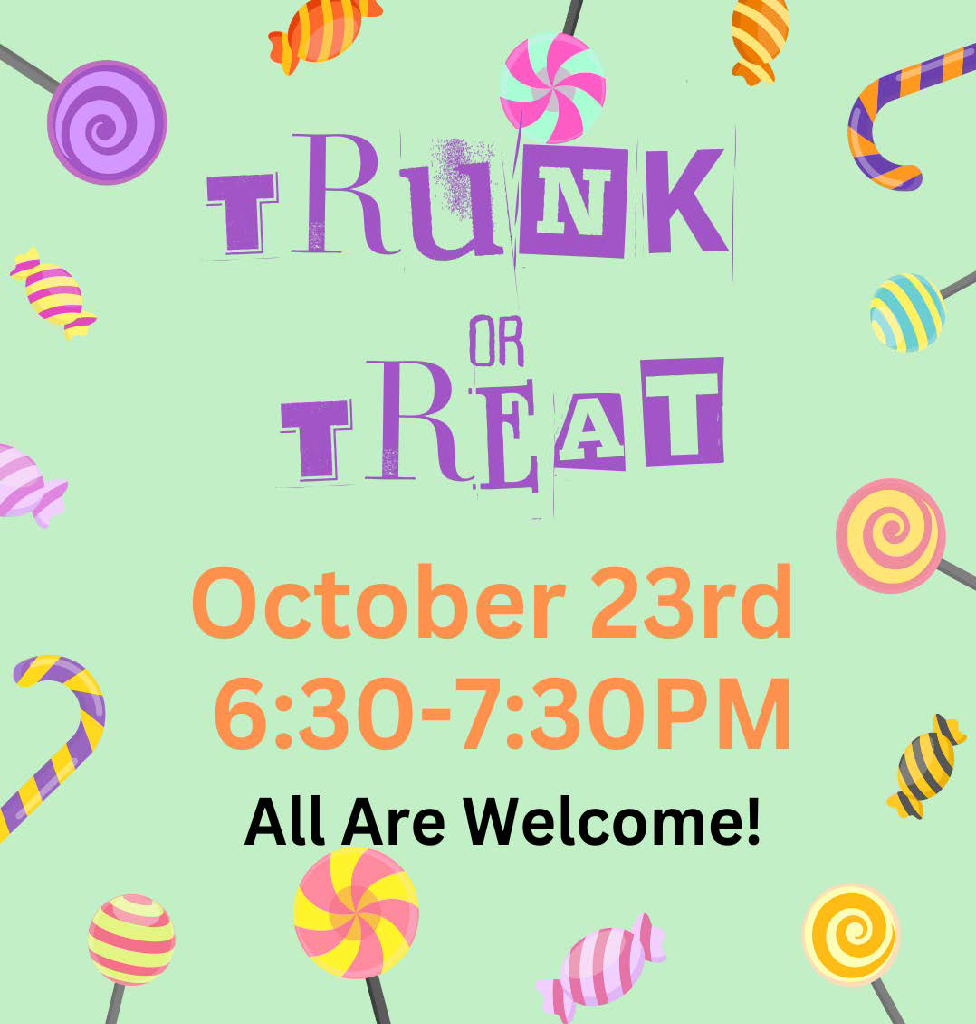 TRuNK
OR
TREAT
October 23rd
6:30-7:30PM
All Are Welcome!